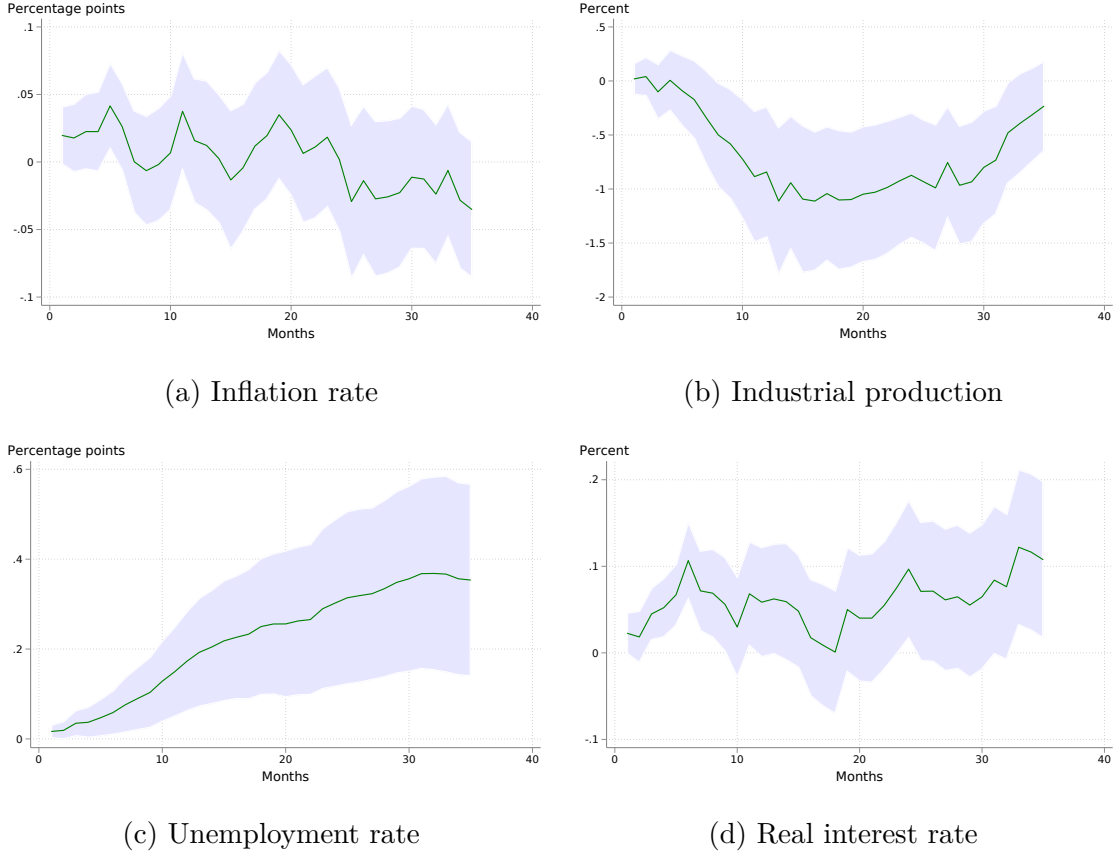 Percentage points
.1
.05
0
-.05
-.1
0 10 20 30 40
Months
(a) Inflation rate
Percent
.5
0
-.5
-1
-1.5
-2
0 10 20 30 40
Months
(b) Industrial production
Percentage points
.6
.4
.2
0
0 10 20 30 40
Months
(c) Unemployment rate
Percent
.2
.1
0
-.1
0 10 20 30 40
Months
(d) Real interest rate